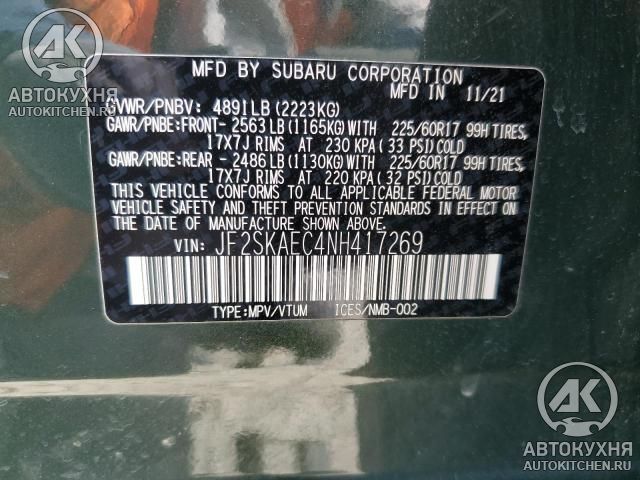 MFD BY SUBARU CORPORATION
MFD IN 11/21
GVWR/PNBV: 4891LB (2223KG)
GAWR/PNBE:FRONT- 2563LB(1165KG)WITH 225/60R17 99H TIRES,
17X7J RIMS AT 230 KPA (33 PSI) COLD
GAWR/PNBE:REAR - 2486LB(1130KG)WITH 225/60R17 99H TIRES,
17X7J RIMS AT 220 KPA (32 PSI) COLD
THIS VEHICLE CONFORMS TO ALL APPLICABLE FEDERAL MOTOR
VEHICLE SAFETY AND THEFT PREVENTION STANDARDS IN EFFECT
ON THE DATE OF MANUFACTURE SHOWN ABOVE
VIN: JF2SKAEC4NH417269
TYPE:MPV/VTUM ICES/NMB-002
АК
АВТОКУХНЯ
AUTOKITCHEN.RU
АК
АВТОКУХНЯ
AUTOKITCHEN.RU